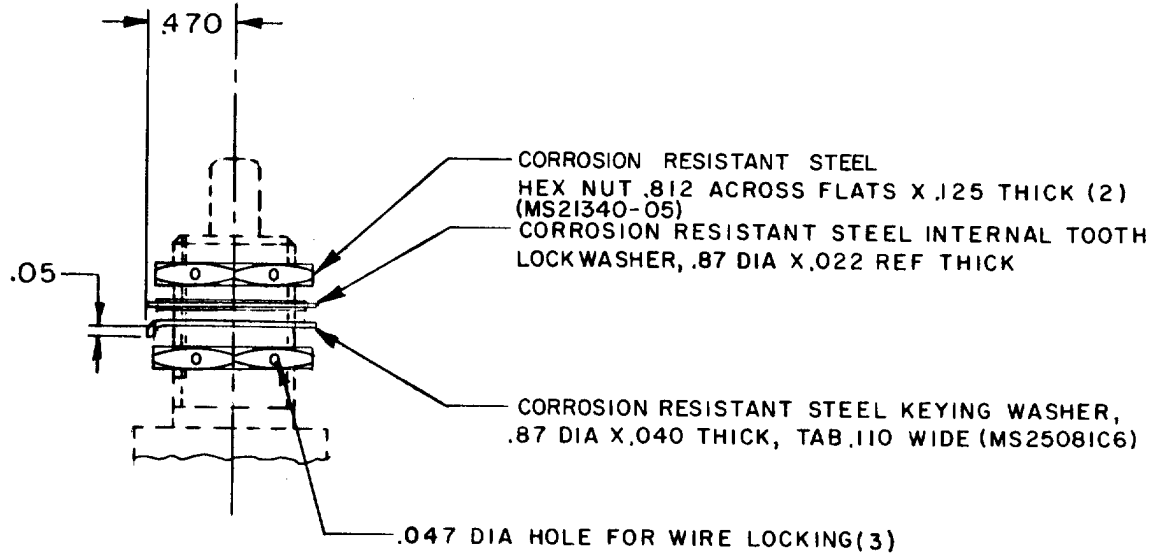 .470
CORROSION RESISTANT STEEL
HEX NUT .812 ACROSS FLATS X .125 THICK (2)
(MS21340-05)
CORROSION RESISTANT STEEL INTERNAL TOOTH
LOCKWASHER, .87 DIA X .022 REF THICK
.05
CORROSION RESISTANT STEEL KEYING WASHER,
.87 DIA X .040 THICK, TAB .110 WIDE (MS25081C6)
.047 DIA HOLE FOR WIRE LOCKING (3)